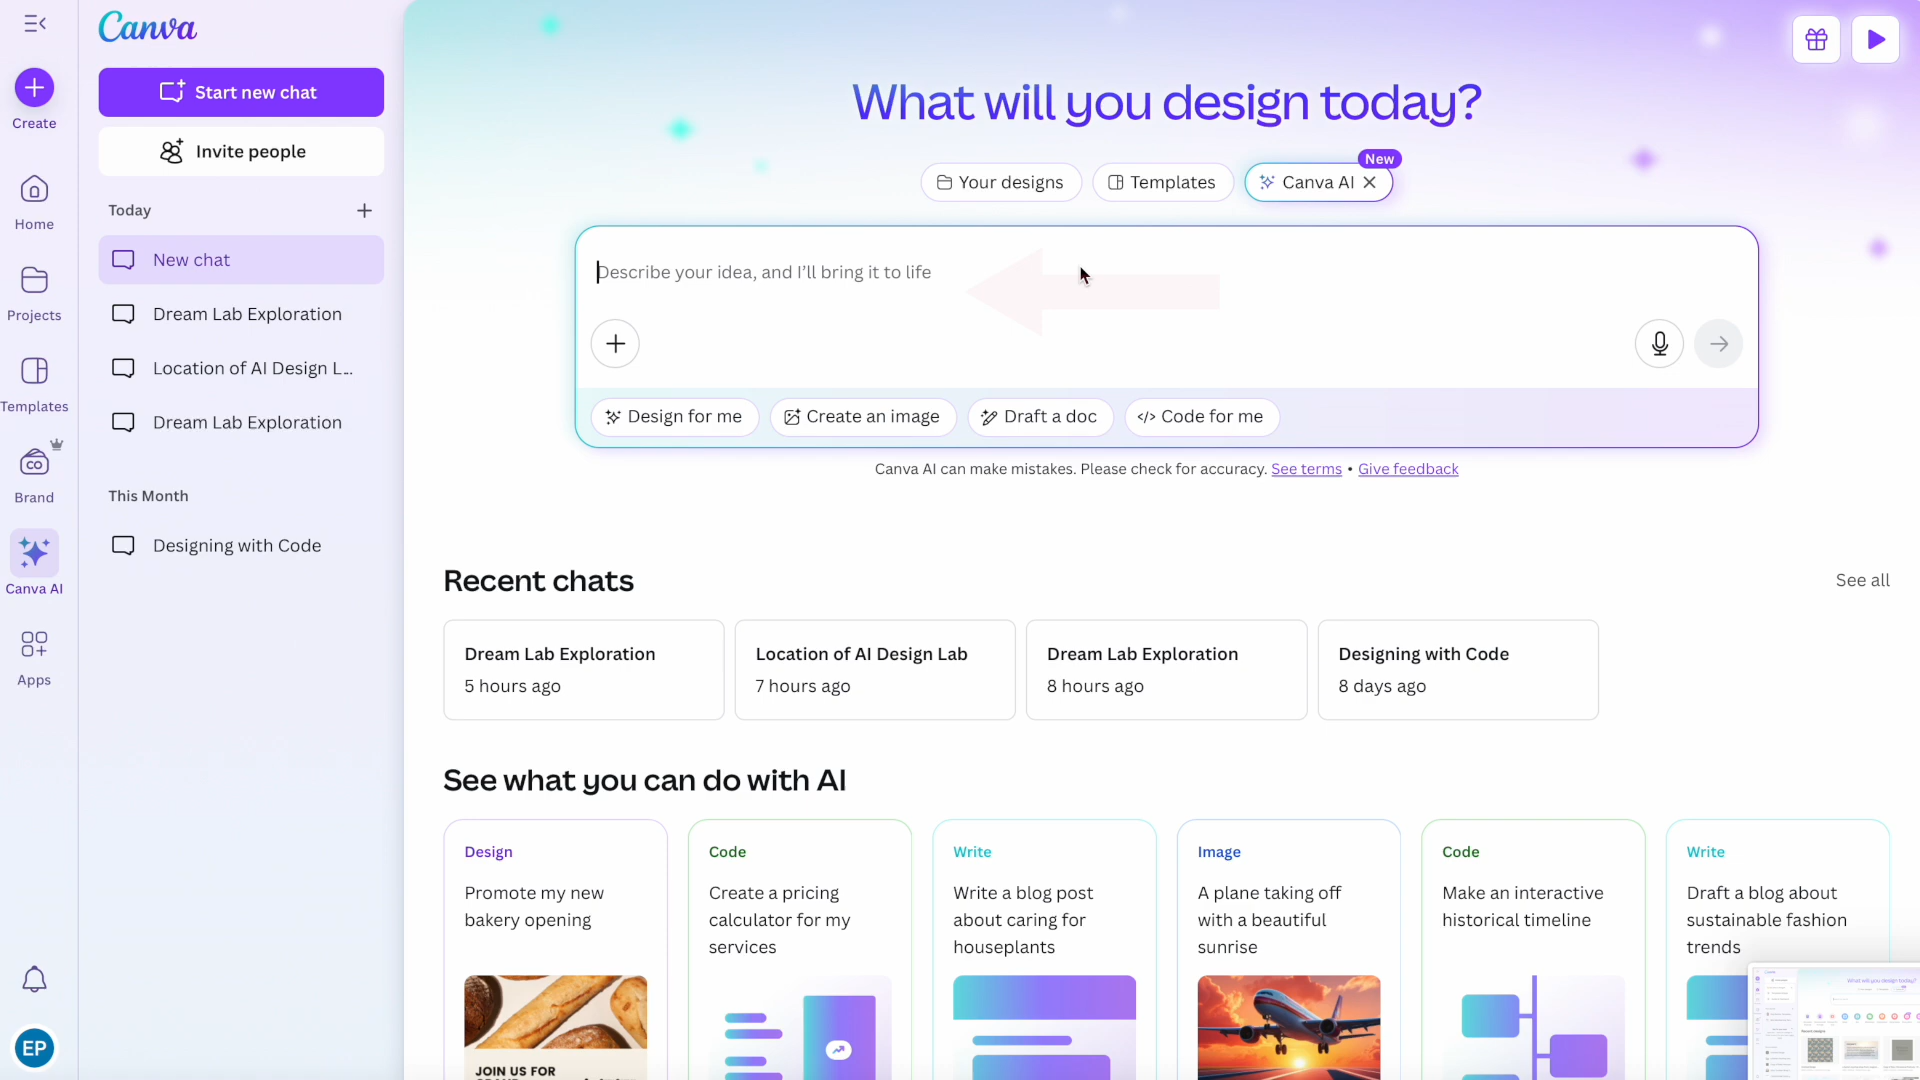 Canva
Create
Home
Projects
Templates
Brand
Canva AI
Apps
EP
Start new chat
Invite people
Today
New chat
Dream Lab Exploration
Location of AI Design L...
Dream Lab Exploration
This Month
Designing with Code
What will you design today?
Your designs
Templates
Canva AI
New
Describe your idea, and I'll bring it to life
Design for me
Create an image
Draft a doc
</> Code for me
Canva AI can make mistakes. Please check for accuracy. See terms • Give feedback
Recent chats
See all
Dream Lab Exploration
5 hours ago
Location of AI Design Lab
7 hours ago
Dream Lab Exploration
8 hours ago
Designing with Code
8 days ago
See what you can do with AI
Design
Promote my new
bakery opening
JOIN US FOR
Code
Create a pricing
calculator for my
services
Write
Write a blog post
about caring for
houseplants
Image
A plane taking off
with a beautiful
sunrise
Code
Make an interactive
historical timeline
Write
Draft a blog about
sustainable fashion
trends
What will you design today?